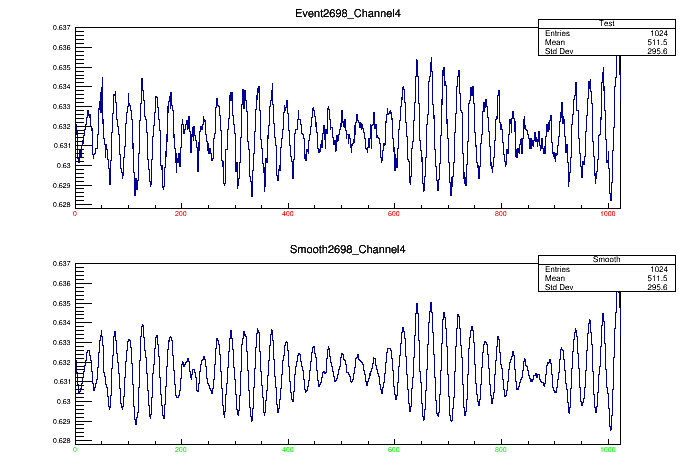 Event2698_Channel4
Test
Entries 1024
Mean 511.5
Std Dev 295.6
0.637
0.636
0.635
0.634
0.633
0.632
0.631
0.63
0.629
0.628
0 200 400 600 800 1000
Smooth2698_Channel4
Smooth
Entries 1024
Mean 511.5
Std Dev 295.6
0.637
0.636
0.635
0.634
0.633
0.632
0.631
0.63
0.629
0.628
0 200 400 600 800 1000